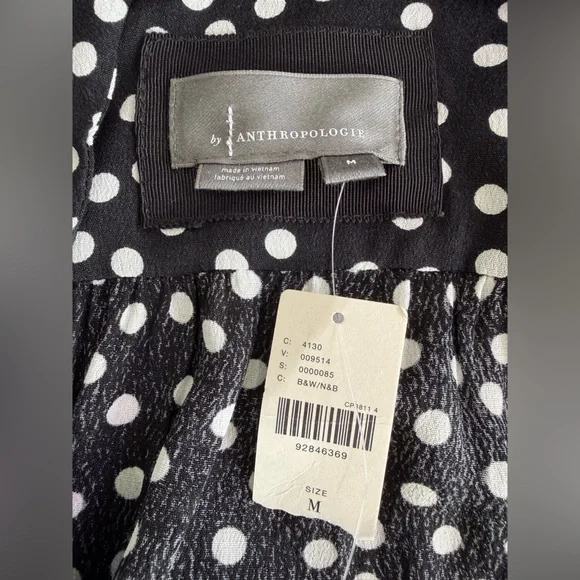 by ANTHROPOLOGIE
made in vietnam
fabriqué au vietnam
M
C: 4130
V: 009514
S: 0000085
C: B&W/N&B
92846369
SIZE
M